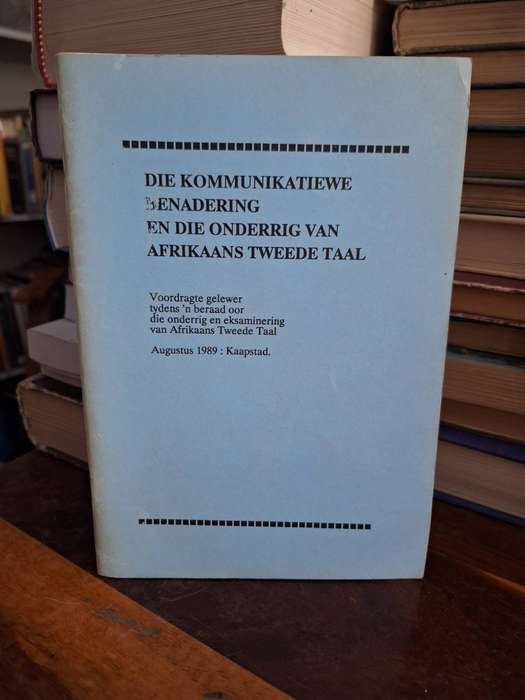 DIE KOMMUNIKATIEWE
BENADERING
EN DIE ONDERRIG VAN
AFRIKAANS TWEEDE TAAL
Voordragte gelewer
tydens 'n beraad oor
die onderrig en eksaminering
van Afrikaans Tweede Taal
Augustus 1989 : Kaapstad.